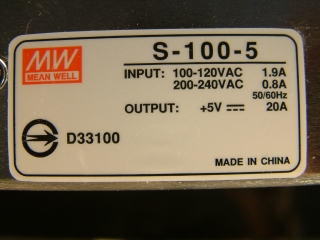 MW
MEAN WELL
S-100-5
INPUT: 100-120VAC 1.9A
200-240VAC 0.8A
50/60Hz
OUTPUT: +5V ⎓ 20A
D33100
MADE IN CHINA